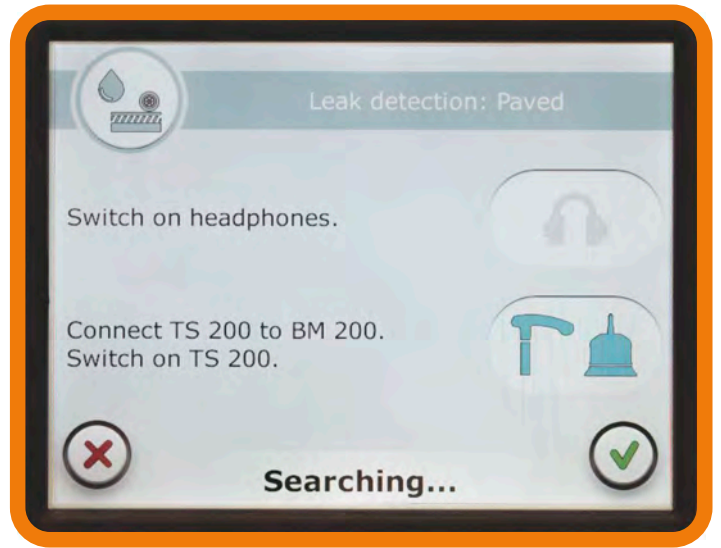 Leak detection: Paved
Switch on headphones.
Connect TS 200 to BM 200.
Switch on TS 200.
Searching...